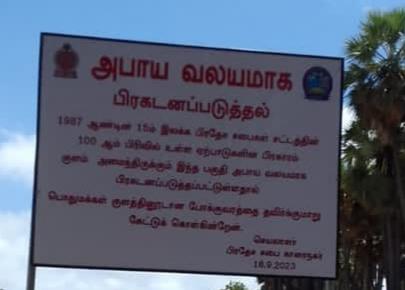 அபாய வலயமாக
பிரகடனப்படுத்தல்
1987 ஆண்டின் 15ம் இலக்க பிரதேச சபைகள் சட்டத்தின்
100 ஆம் பிரிவில் உள்ள ஏற்பாடுகளின் பிரகாரம்
குளம் அமைந்திருக்கும் இந்த பகுதி அபாய வலயமாக
பிரகடனப்படுத்தப்பட்டுள்ளதால்
பொதுமக்கள் குளத்தினூடான போக்குவரத்தை தவிர்க்குமாறு
கேட்டுக் கொள்கின்றேன்.
செயலாளர்
பிரதேச சபை காரைநகர்
18.9.2023